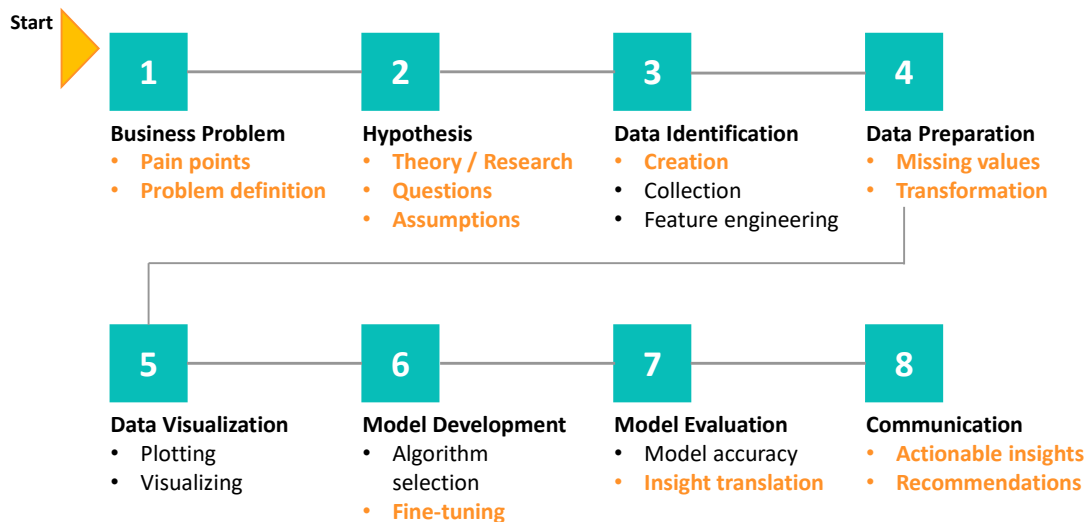 Start
1
2
3
4
Business Problem
• Pain points
• Problem definition
Hypothesis
• Theory / Research
• Questions
• Assumptions
Data Identification
• Creation
• Collection
• Feature engineering
Data Preparation
• Missing values
• Transformation
5
6
7
8
Data Visualization
• Plotting
• Visualizing
Model Development
• Algorithm
selection
• Fine-tuning
Model Evaluation
• Model accuracy
• Insight translation
Communication
• Actionable insights
• Recommendations